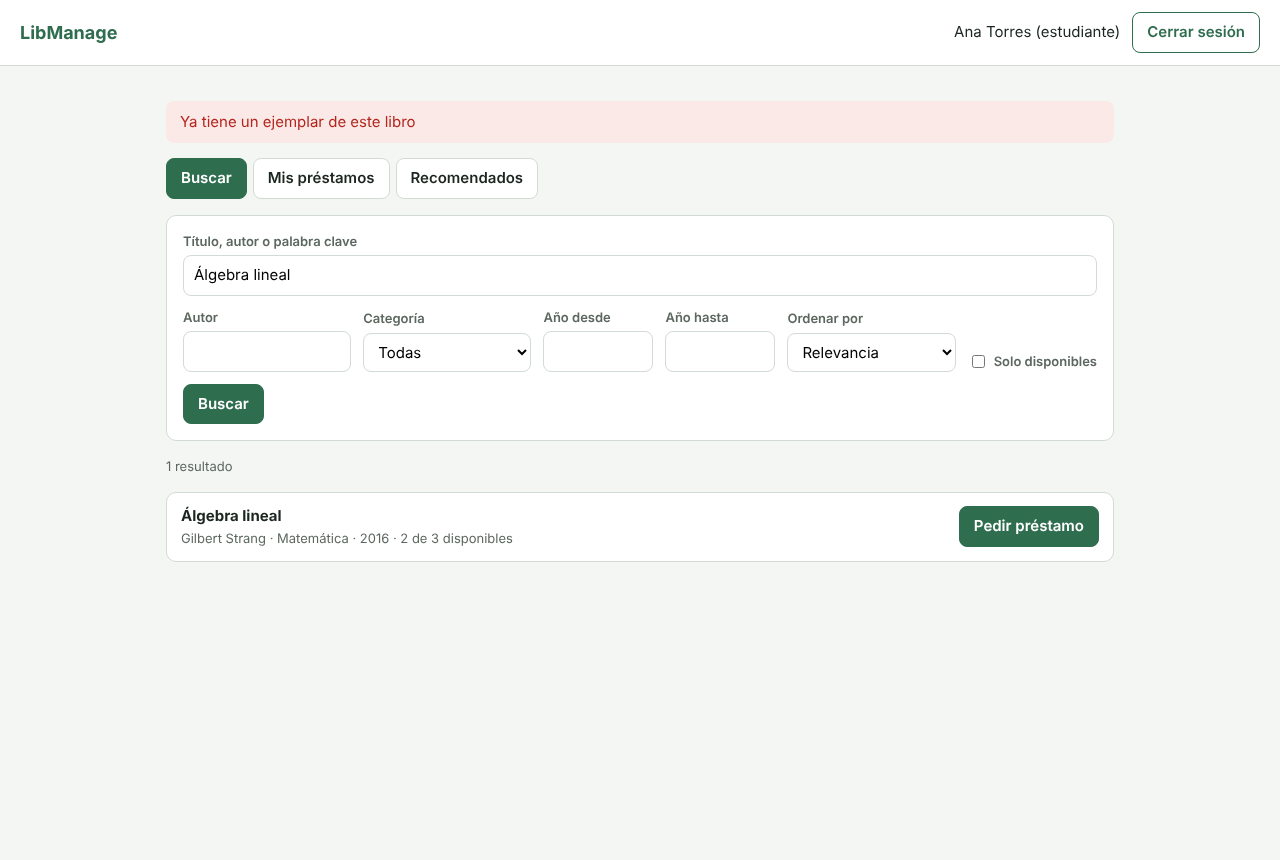 LibManage
Ana Torres (estudiante)
Cerrar sesión
Ya tiene un ejemplar de este libro
Buscar
Mis préstamos
Recomendados
Título, autor o palabra clave
Álgebra lineal
Autor
Categoría
Año desde
Año hasta
Ordenar por
Todas
Relevancia
Solo disponibles
Buscar
1 resultado
Álgebra lineal
Gilbert Strang · Matemática · 2016 · 2 de 3 disponibles
Pedir préstamo